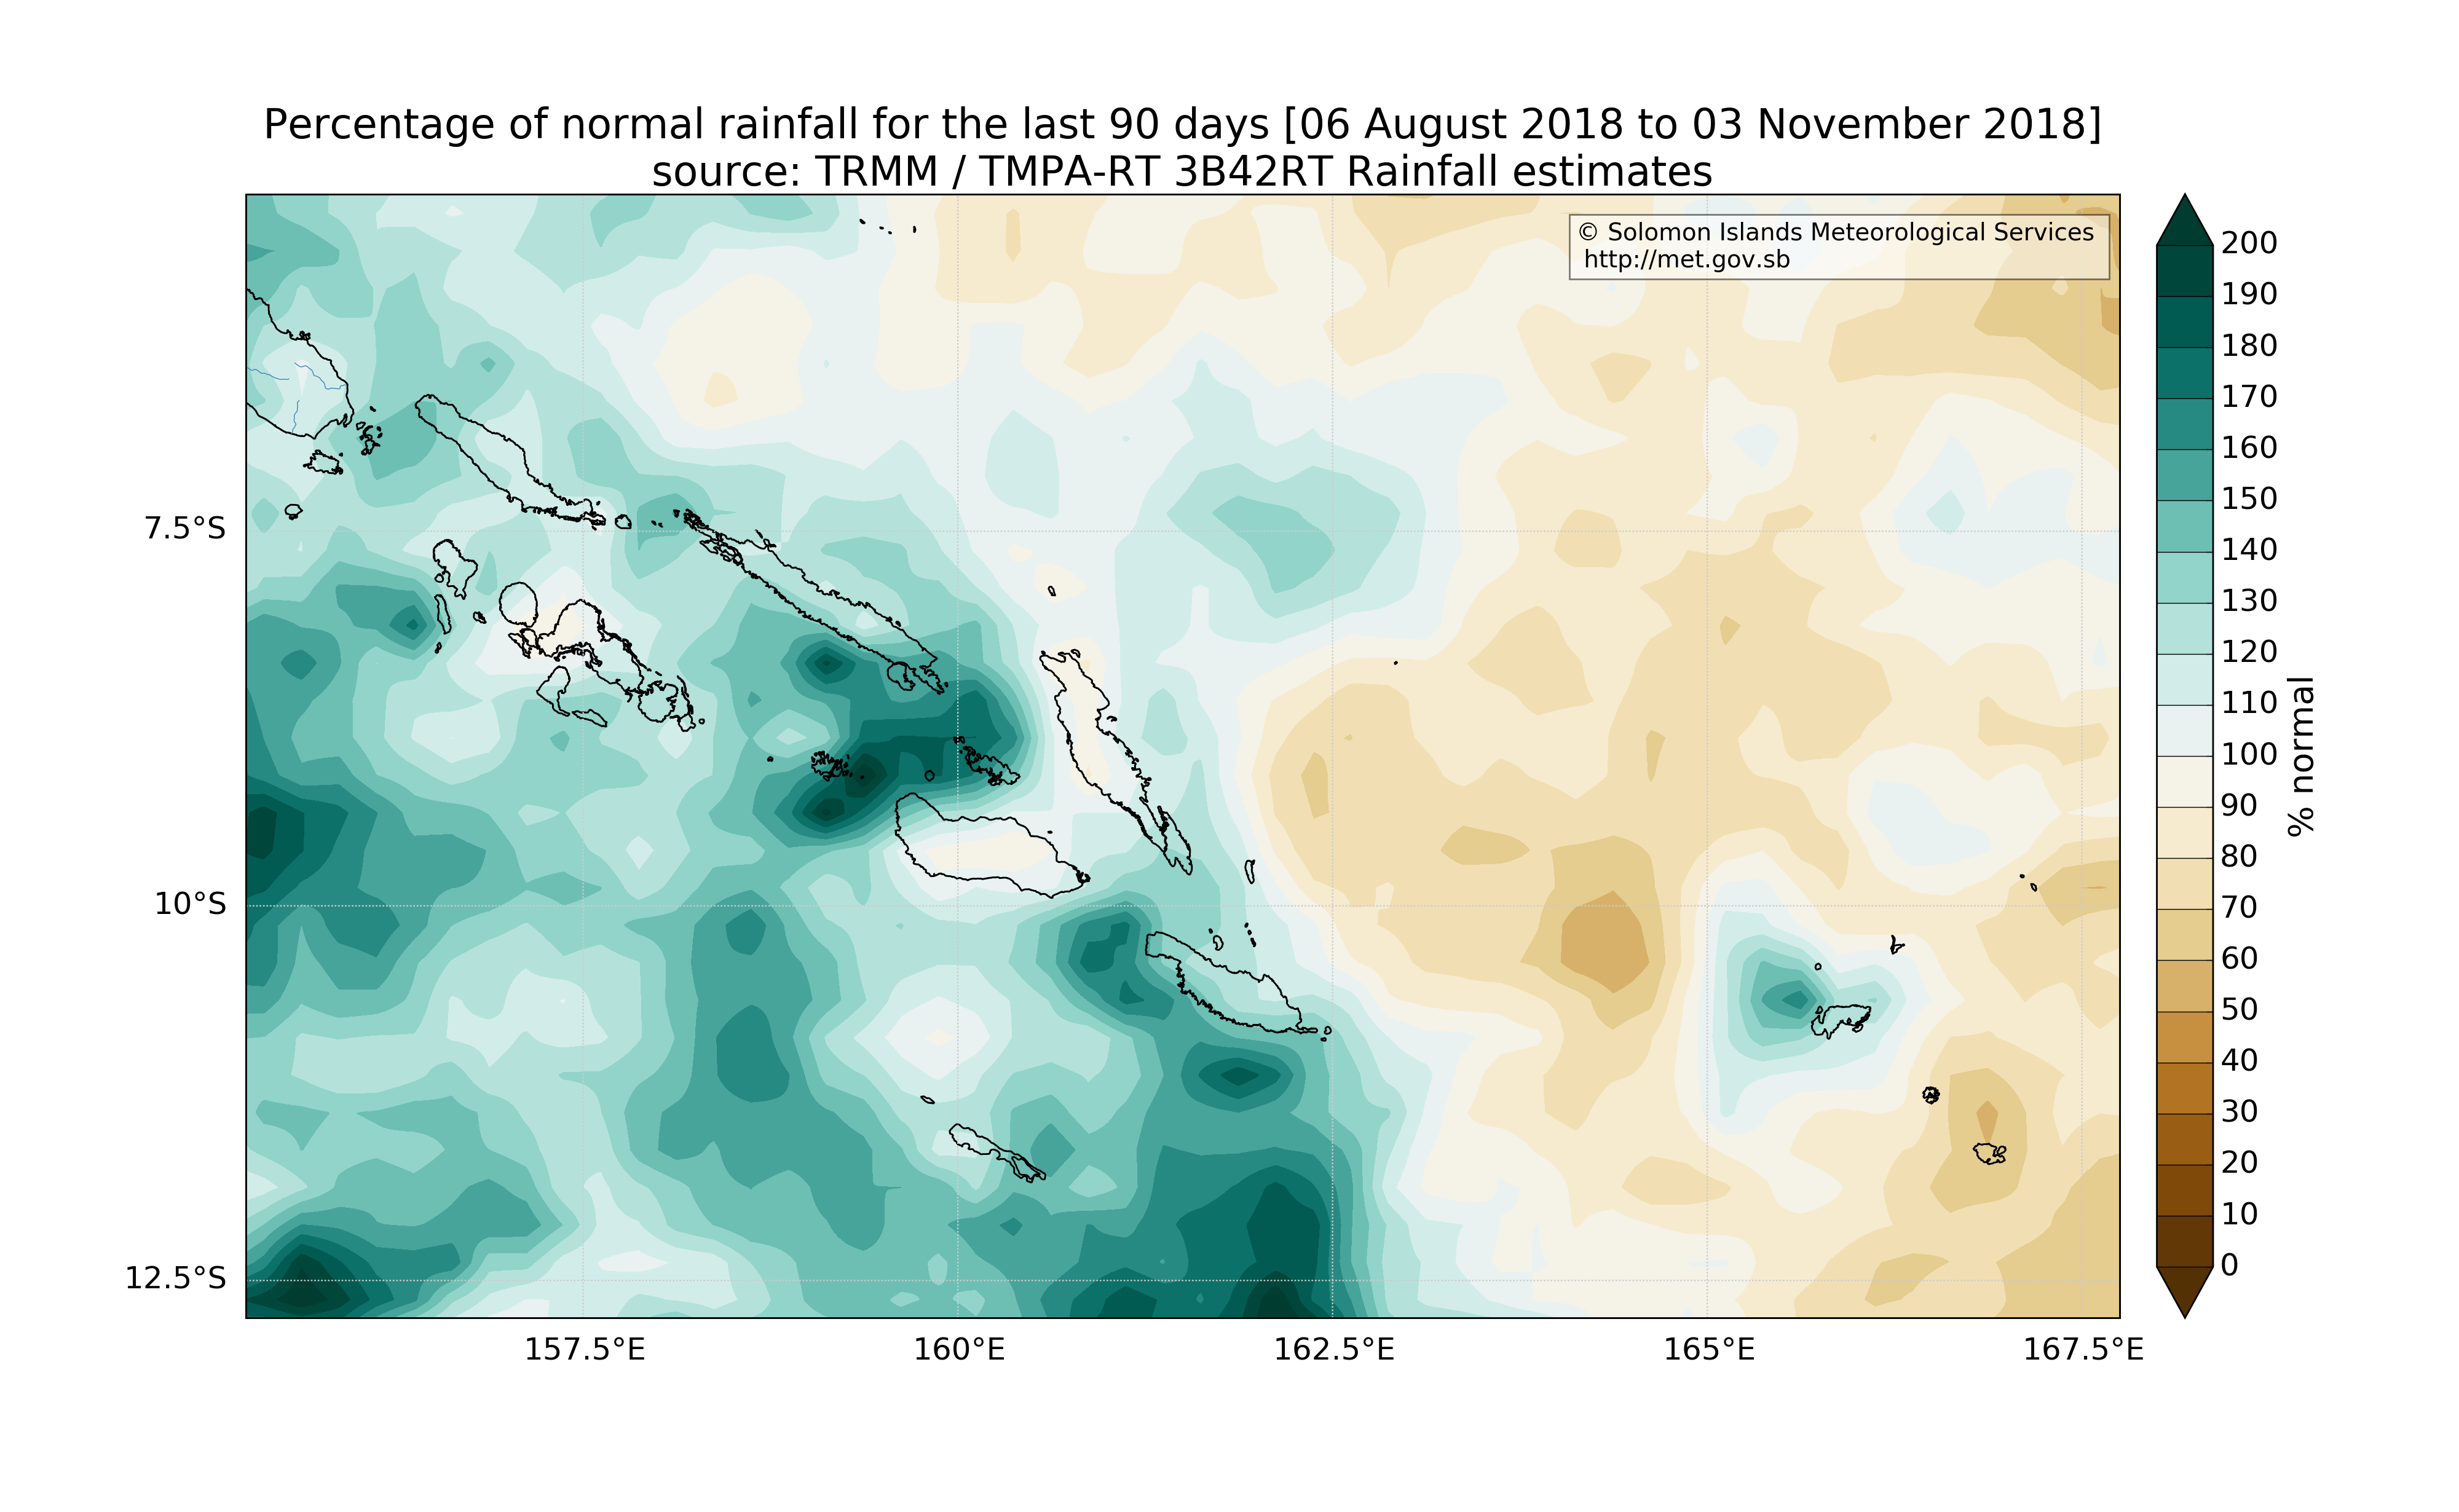 Percentage of normal rainfall for the last 90 days [06 August 2018 to 03 November 2018]
source: TRMM / TMPA-RT 3B42RT Rainfall estimates
© Solomon Islands Meteorological Services
http://met.gov.sb
7.5°S
10°S
12.5°S
157.5°E
160°E
162.5°E
165°E
167.5°E
200
190
180
170
160
150
140
130
120
110
100
90
80
70
60
50
40
30
20
10
0
% normal